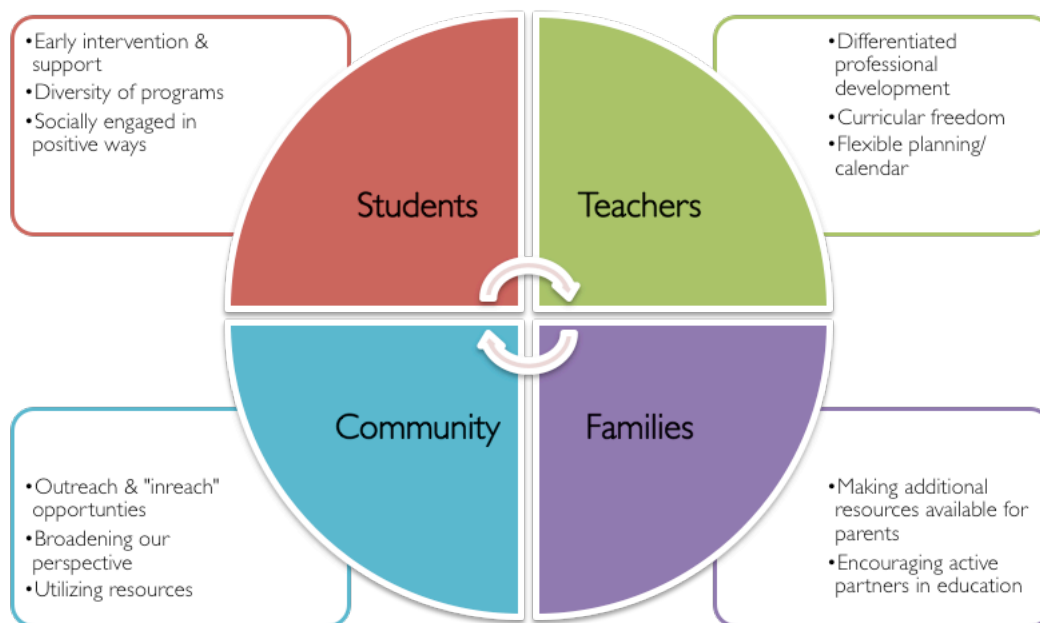 •Early intervention &
support
•Diversity of programs
•Socially engaged in
positive ways
Students
Teachers
•Differentiated
professional
development
•Curricular freedom
•Flexible planning/
calendar
Community
•Outreach & "inreach"
opportunties
•Broadening our
perspective
•Utilizing resources
Families
•Making additional
resources available for
parents
•Encouraging active
partners in education